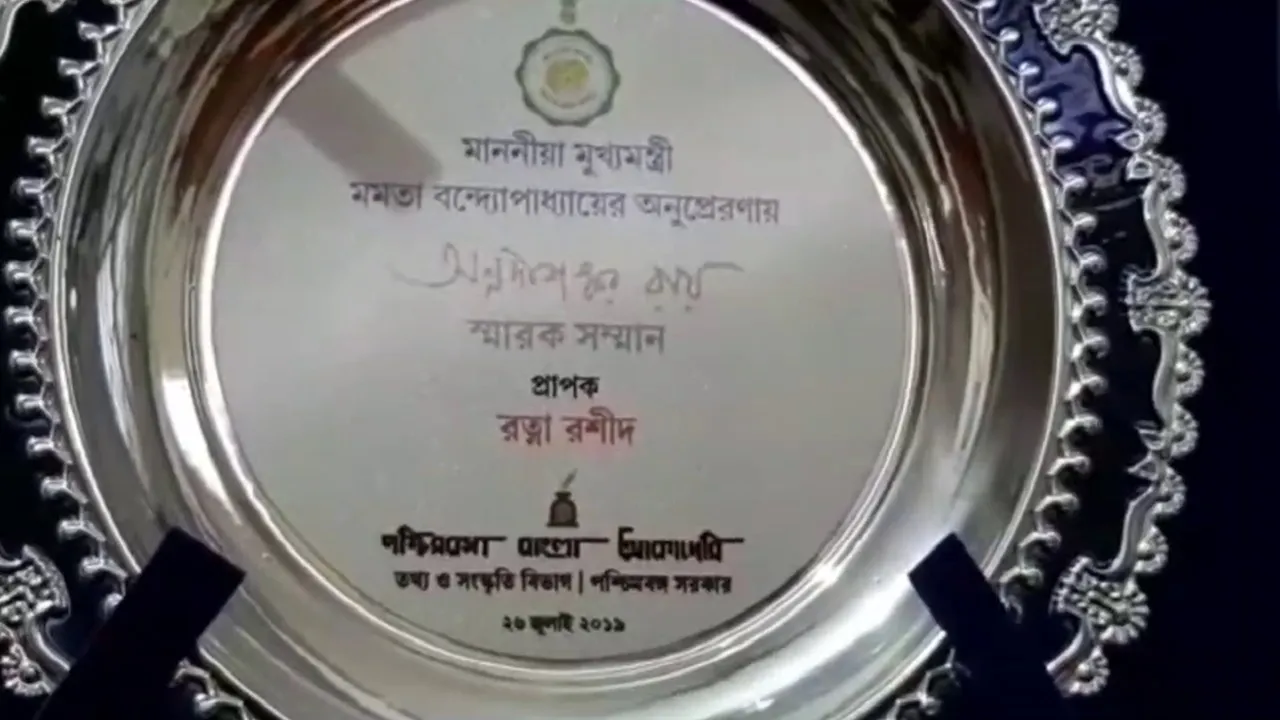 মাননীয়া মুখ্যমন্ত্রী
মমতা বন্দ্যোপাধ্যায়ের অনুপ্রেরণায়
অন্নদাশঙ্কর রায়
স্মারক সম্মান
প্রাপক
রত্না রশীদ
পশ্চিমবঙ্গ বাংলা আকাদেমি
তথ্য ও সংস্কৃতি বিভাগ | পশ্চিমবঙ্গ সরকার
২৬ জুলাই ২০১৯